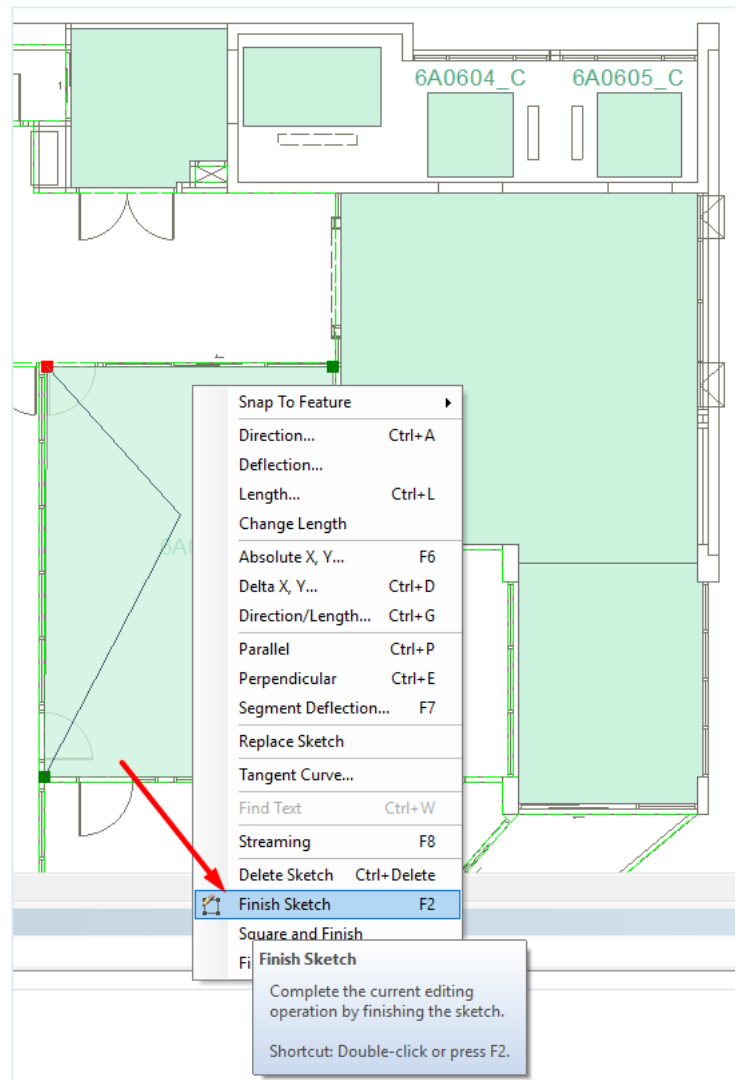 6A0604_C 6A0605_C
1
Snap To Feature
Direction... Ctrl+A
Deflection...
Length... Ctrl+L
Change Length
Absolute X, Y... F6
Delta X, Y... Ctrl+D
Direction/Length... Ctrl+G
Parallel Ctrl+P
Perpendicular Ctrl+E
Segment Deflection... F7
Replace Sketch
Tangent Curve...
Find Text Ctrl+W
Streaming F8
Delete Sketch Ctrl+Delete
Finish Sketch F2
Square and Finish
Finish Sketch
Complete the current editing
operation by finishing the sketch.
Shortcut: Double-click or press F2.